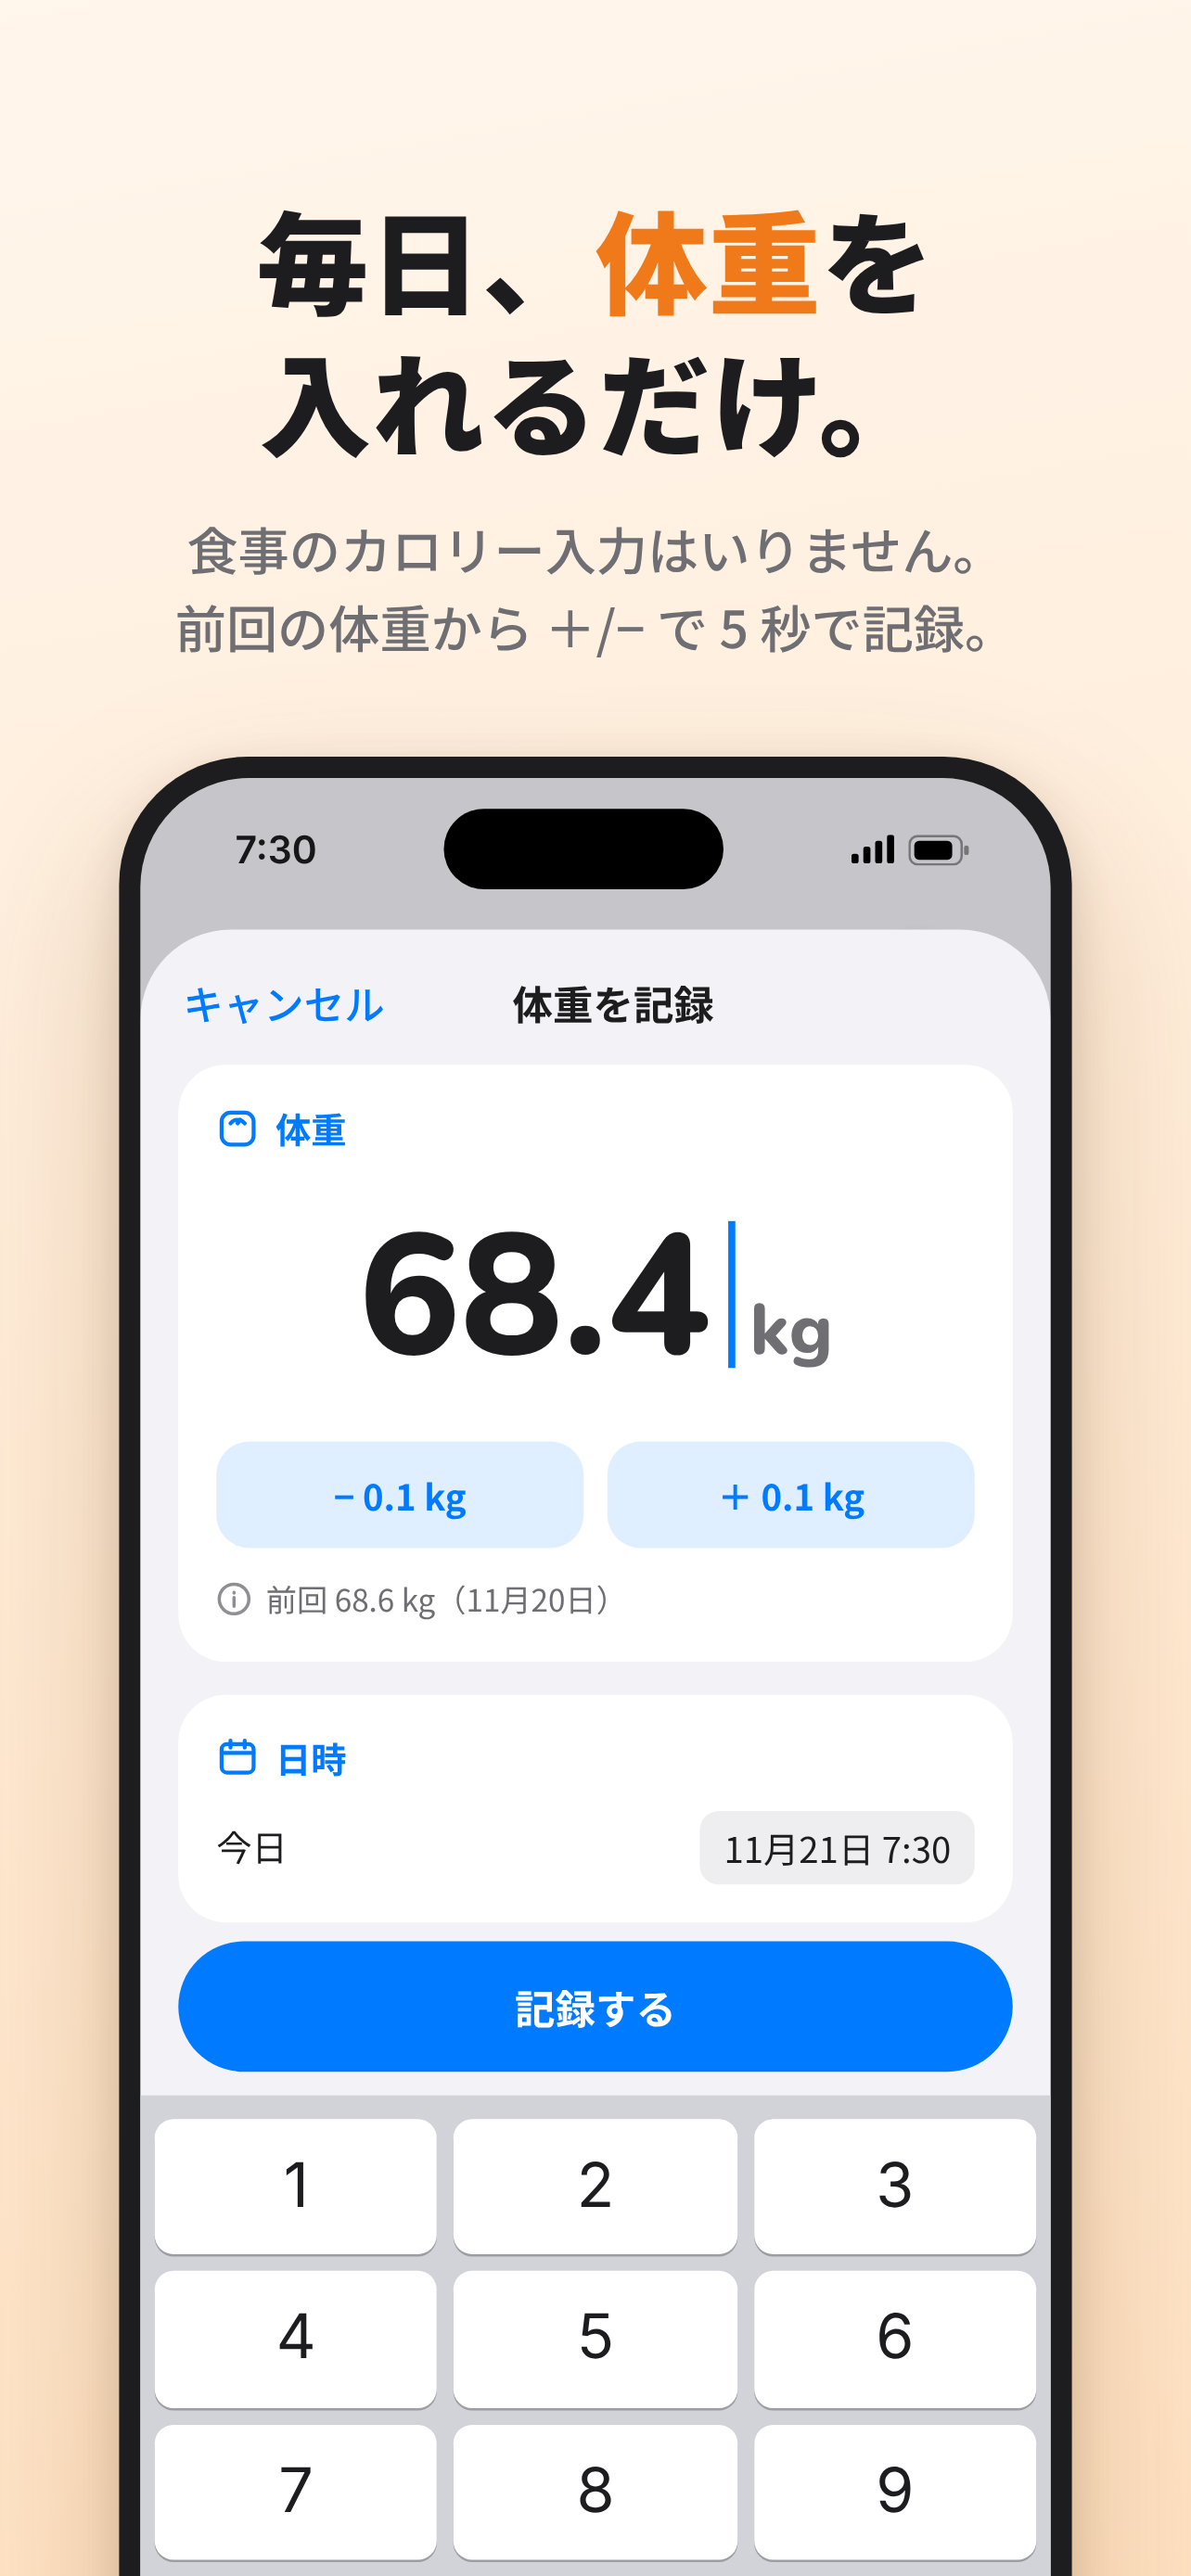 毎日、体重を
入れるだけ。
食事のカロリー入力はいりません。
前回の体重から ＋/− で 5 秒で記録。
7:30
キャンセル
体重を記録
体重
68.4 kg
− 0.1 kg
＋ 0.1 kg
前回 68.6 kg（11月20日）
日時
今日
11月21日 7:30
記録する
1
2
3
4
5
6
7
8
9